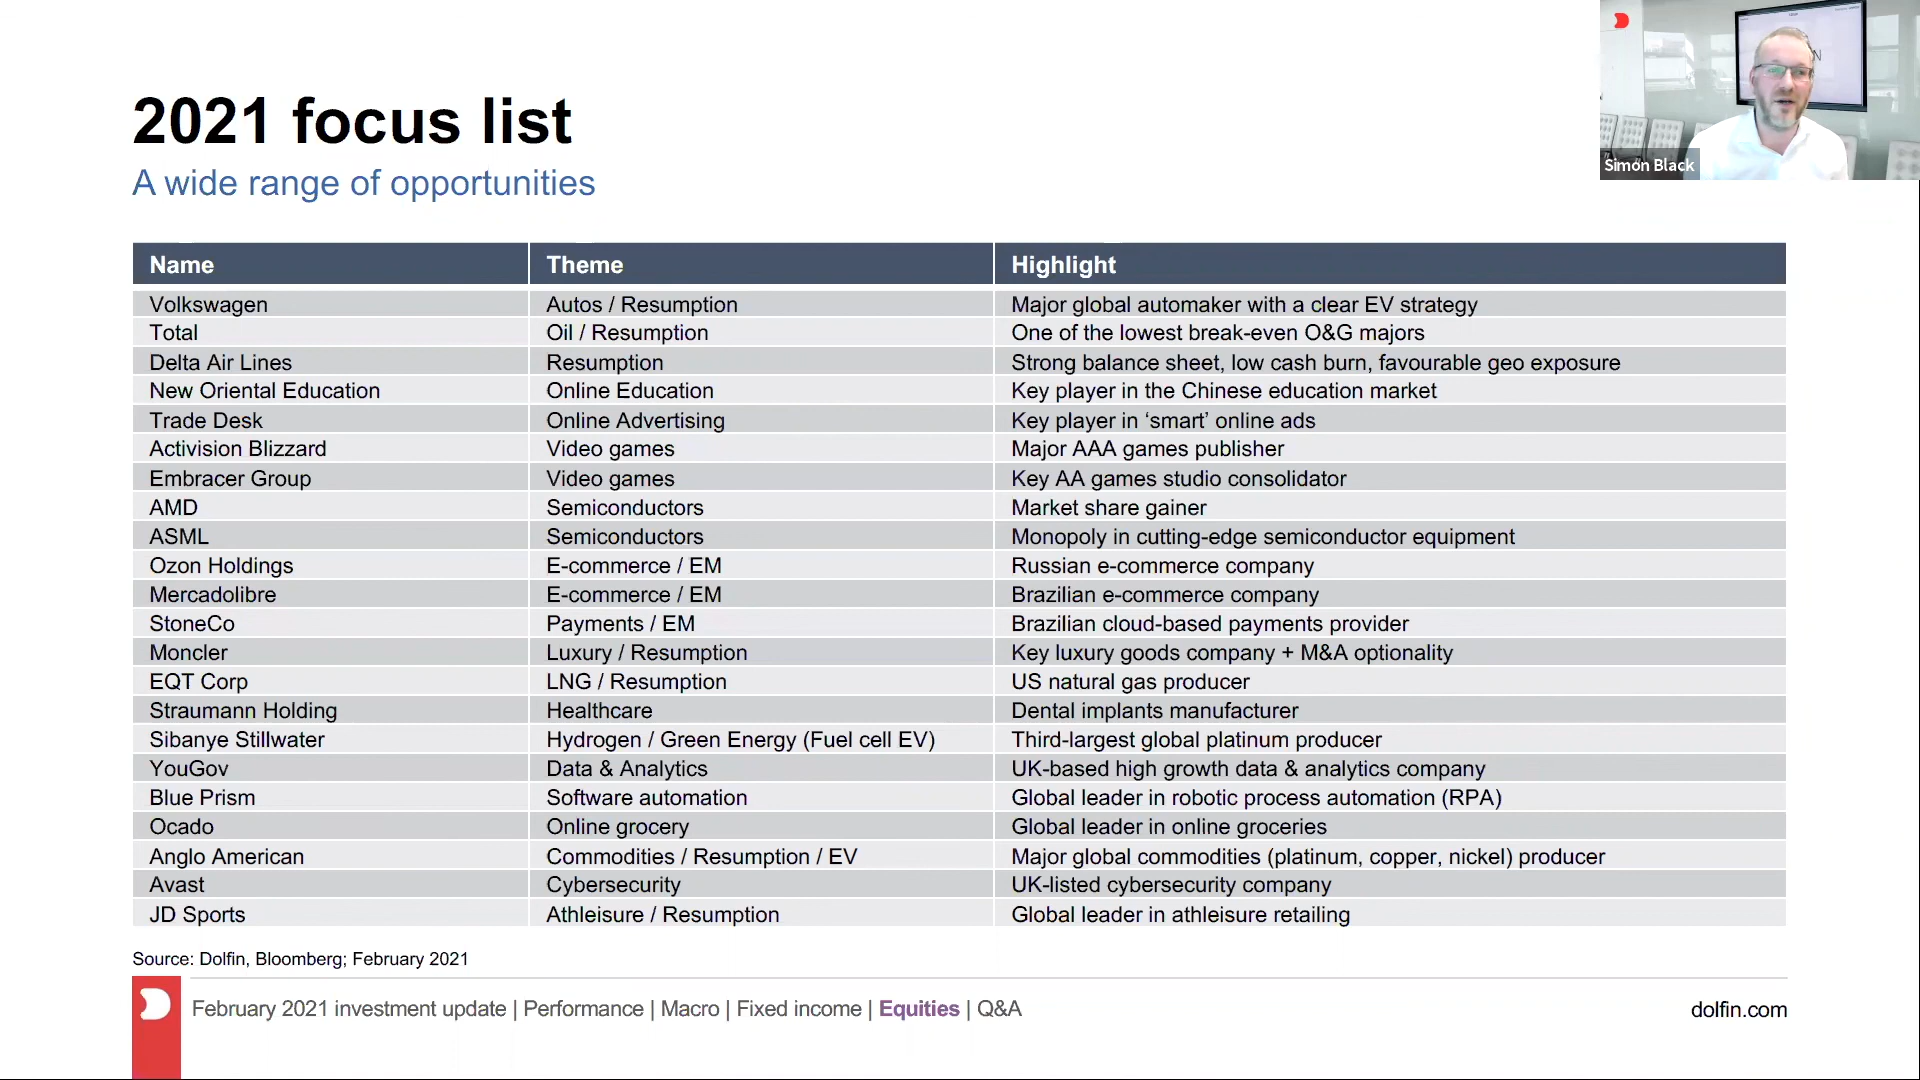 2021 focus list
A wide range of opportunities
Simon Black
Name Theme Highlight
Volkswagen Autos / Resumption Major global automaker with a clear EV strategy
Total Oil / Resumption One of the lowest break-even O&G majors
Delta Air Lines Resumption Strong balance sheet, low cash burn, favourable geo exposure
New Oriental Education Online Education Key player in the Chinese education market
Trade Desk Online Advertising Key player in ‘smart’ online ads
Activision Blizzard Video games Major AAA games publisher
Embracer Group Video games Key AA games studio consolidator
AMD Semiconductors Market share gainer
ASML Semiconductors Monopoly in cutting-edge semiconductor equipment
Ozon Holdings E-commerce / EM Russian e-commerce company
Mercadolibre E-commerce / EM Brazilian e-commerce company
StoneCo Payments / EM Brazilian cloud-based payments provider
Moncler Luxury / Resumption Key luxury goods company + M&A optionality
EQT Corp LNG / Resumption US natural gas producer
Straumann Holding Healthcare Dental implants manufacturer
Sibanye Stillwater Hydrogen / Green Energy (Fuel cell EV) Third-largest global platinum producer
YouGov Data & Analytics UK-based high growth data & analytics company
Blue Prism Software automation Global leader in robotic process automation (RPA)
Ocado Online grocery Global leader in online groceries
Anglo American Commodities / Resumption / EV Major global commodities (platinum, copper, nickel) producer
Avast Cybersecurity UK-listed cybersecurity company
JD Sports Athleisure / Resumption Global leader in athleisure retailing
Source: Dolfin, Bloomberg; February 2021
February 2021 investment update | Performance | Macro | Fixed income | Equities | Q&A
dolfin.com